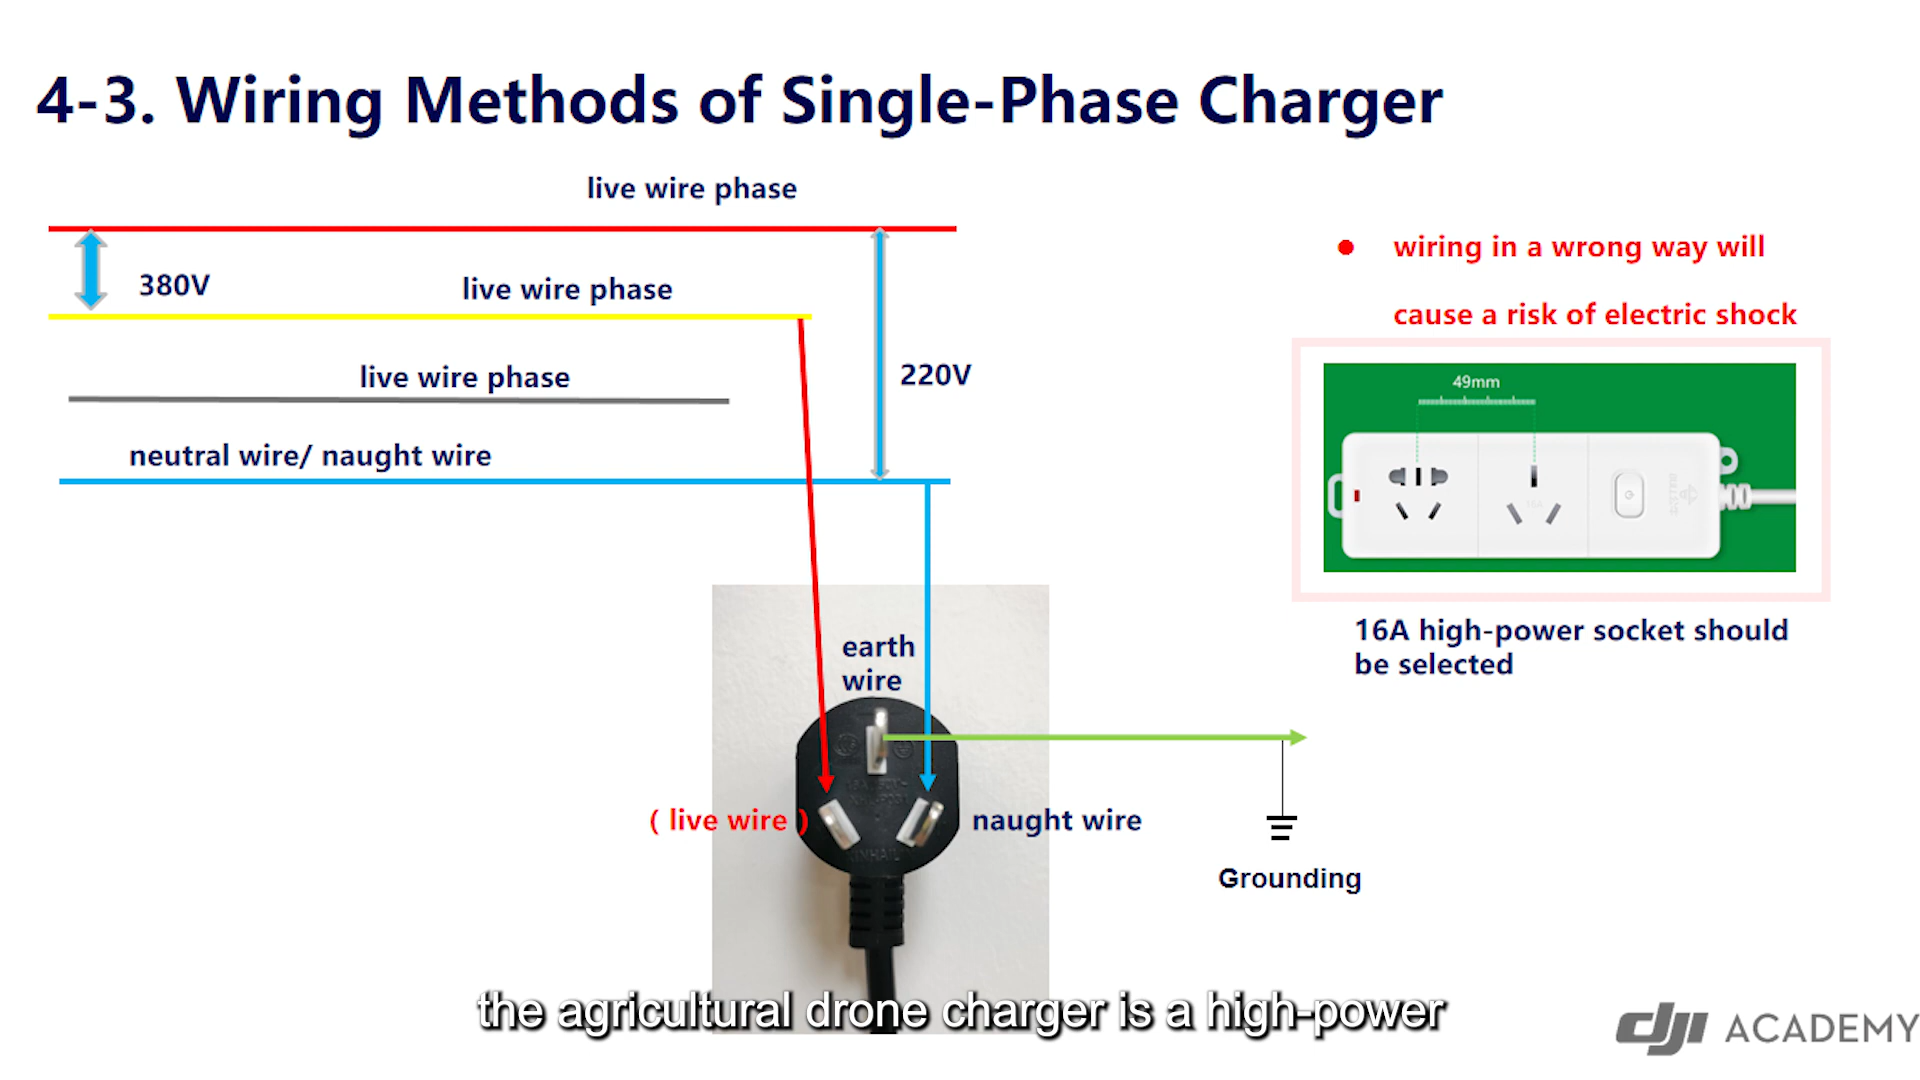 4-3. Wiring Methods of Single-Phase Charger
live wire phase
380V
live wire phase
live wire phase
220V
neutral wire/ naught wire
wiring in a wrong way will
cause a risk of electric shock
49mm
16A high-power socket should
be selected
earth
wire
( live wire )
naught wire
Grounding
the agricultural drone charger is a high-power
dji ACADEMY